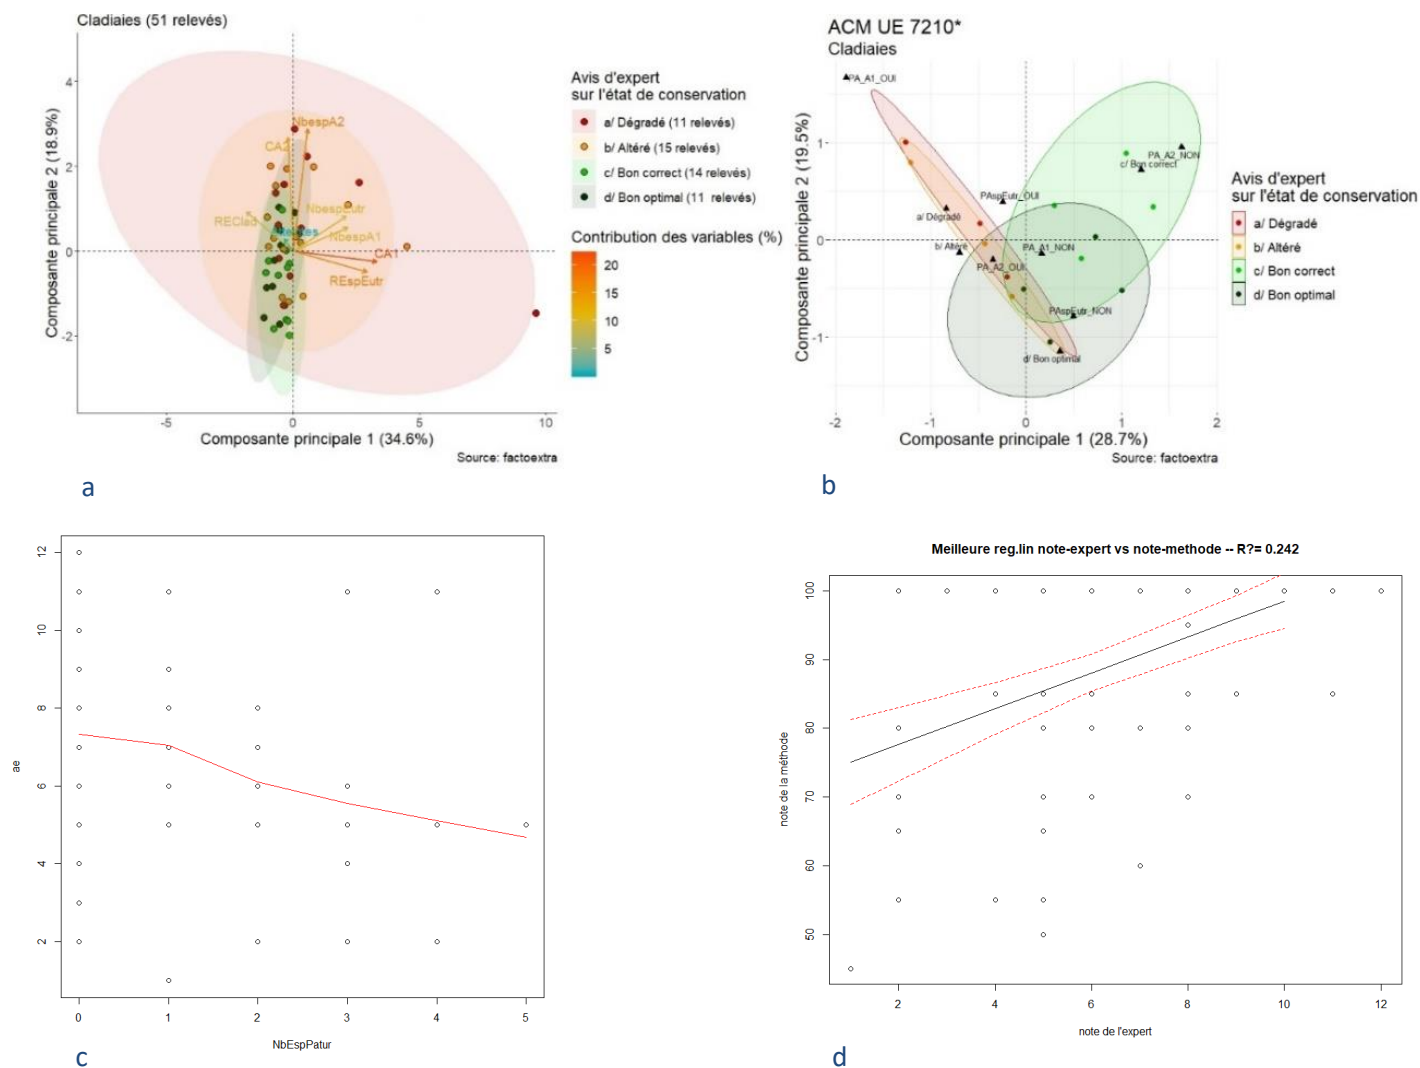 Cladiaies (51 relevés)
4
2
0
-2
Composante principale 2 (18.9%)
NbespA2
CA2
REClad
NbespEutr
NbespA1
CA1
REspEutr
-5
0
5
10
Composante principale 1 (34.6%)
Source: factoextra
Avis d'expert
sur l'état de conservation
a/ Dégradé (11 relevés)
b/ Altéré (15 relevés)
c/ Bon correct (14 relevés)
d/ Bon optimal (11 relevés)
Contribution des variables (%)
20
15
10
5
a
ACM UE 7210*
Cladiaies
1
0
-1
Composante principale 2 (19.5%)
PA_A1_OUI
PA_A2_NON
c/ Bon correct
PAspEutr_OUI
a/ Dégradé
b/ Altéré
PA_A1_NON
PA_A2_OUI
PAspEutr_NON
d/ Bon optimal
-2
-1
0
1
2
Composante principale 1 (28.7%)
Source: factoextra
Avis d'expert
sur l'état de conservation
a/ Dégradé
b/ Altéré
c/ Bon correct
d/ Bon optimal
b
12
10
8
6
4
2
ae
0
1
2
3
4
5
NbEspPatur
c
Meilleure reg.lin note-expert vs note-methode -- R?= 0.242
100
90
80
70
60
50
note de la méthode
2
4
6
8
10
12
note de l'expert
d